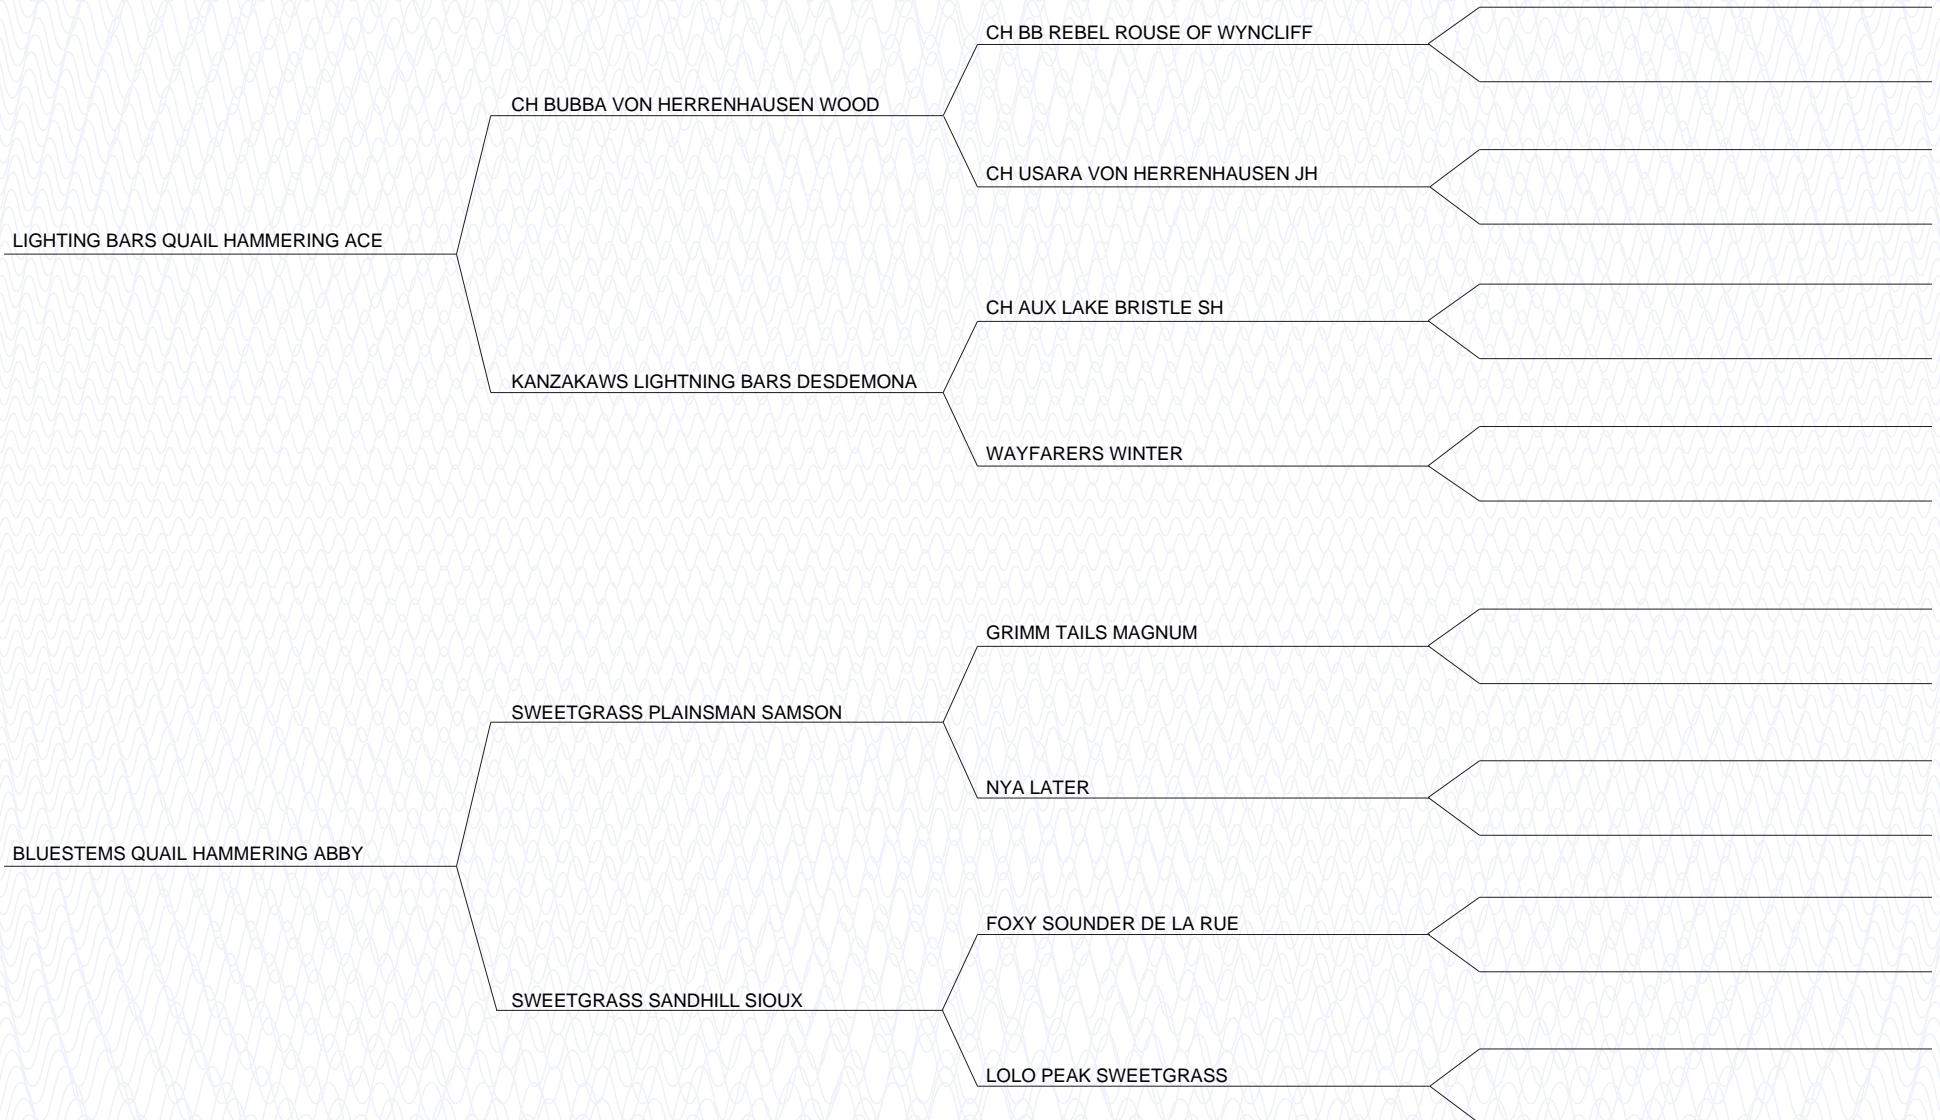 CH BB REBEL ROUSE OF WYNCLIFF
CH BUBBA VON HERRENHAUSEN WOOD
CH USARA VON HERRENHAUSEN JH
LIGHTING BARS QUAIL HAMMERING ACE
CH AUX LAKE BRISTLE SH
KANZAKAWS LIGHTNING BARS DESDEMONA
WAYFARERS WINTER
GRIMM TAILS MAGNUM
SWEETGRASS PLAINSMAN SAMSON
NYA LATER
BLUESTEMS QUAIL HAMMERING ABBY
FOXY SOUNDER DE LA RUE
SWEETGRASS SANDHILL SIOUX
LOLO PEAK SWEETGRASS